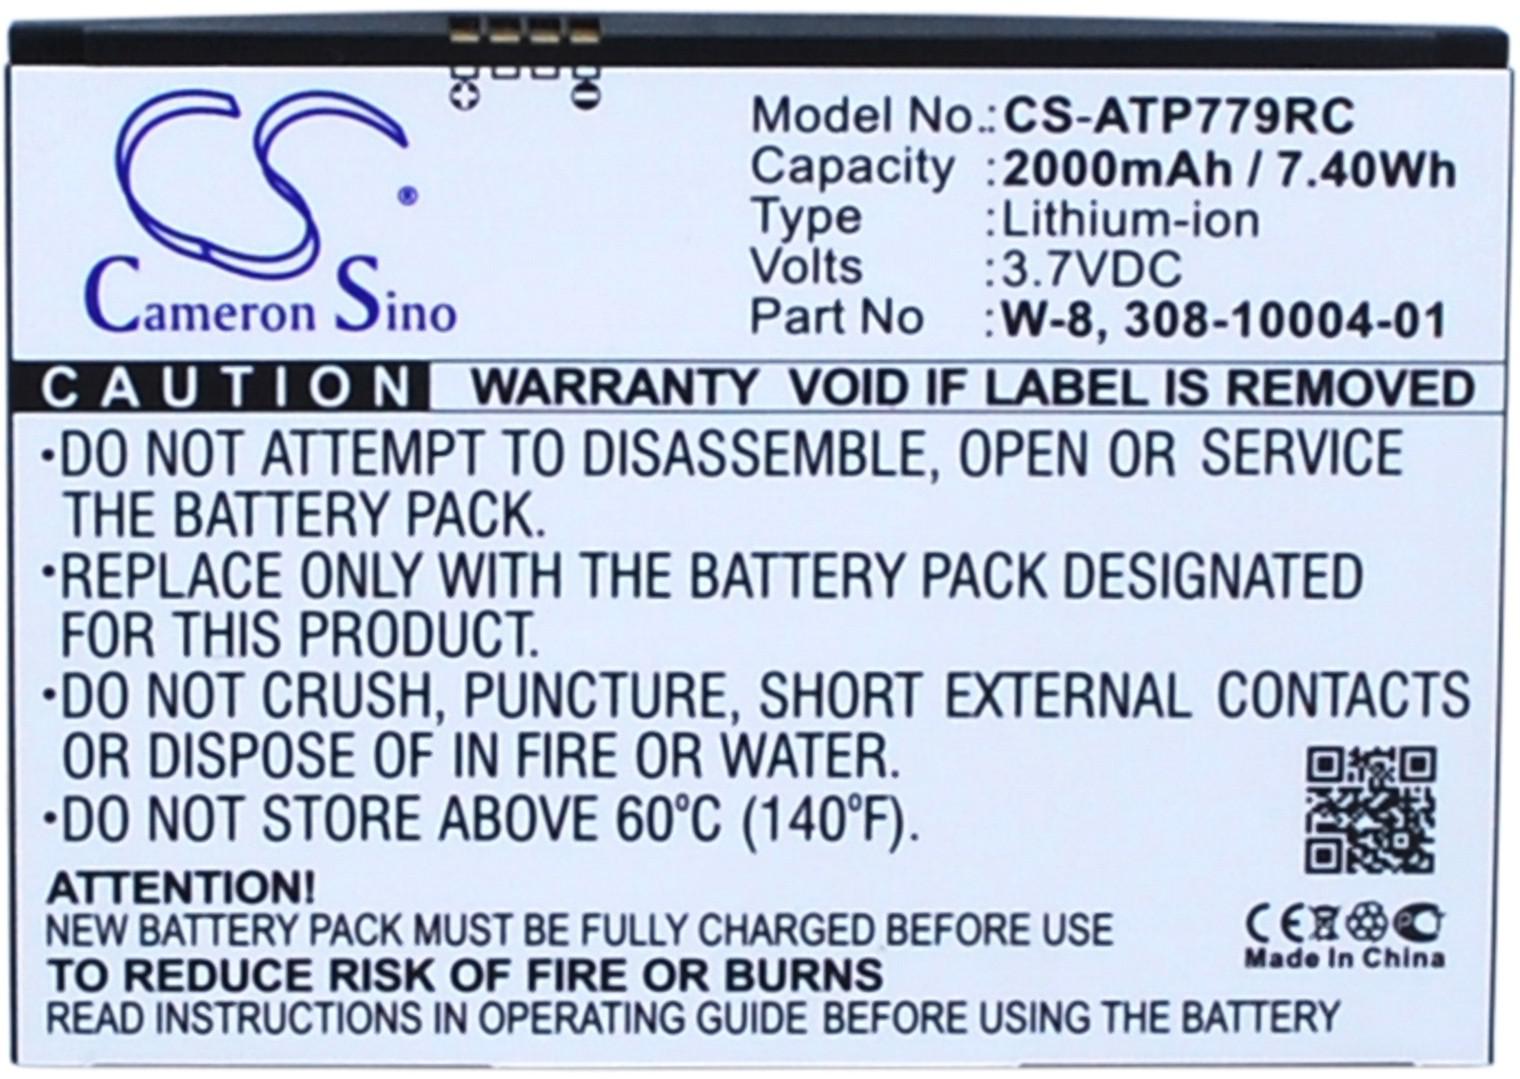 CS®
Cameron Sino
Model No.: CS-ATP779RC
Capacity : 2000mAh / 7.40Wh
Type : Lithium-ion
Volts : 3.7VDC
Part No : W-8, 308-10004-01
CAUTION WARRANTY VOID IF LABEL IS REMOVED
•DO NOT ATTEMPT TO DISASSEMBLE, OPEN OR SERVICE
THE BATTERY PACK.
•REPLACE ONLY WITH THE BATTERY PACK DESIGNATED
FOR THIS PRODUCT.
•DO NOT CRUSH, PUNCTURE, SHORT EXTERNAL CONTACTS
OR DISPOSE OF IN FIRE OR WATER.
•DO NOT STORE ABOVE 60°C (140°F).
ATTENTION!
NEW BATTERY PACK MUST BE FULLY CHARGED BEFORE USE
TO REDUCE RISK OF FIRE OR BURNS
READ INSTRUCTIONS IN OPERATING GUIDE BEFORE USING THE BATTERY
CE
Made In China